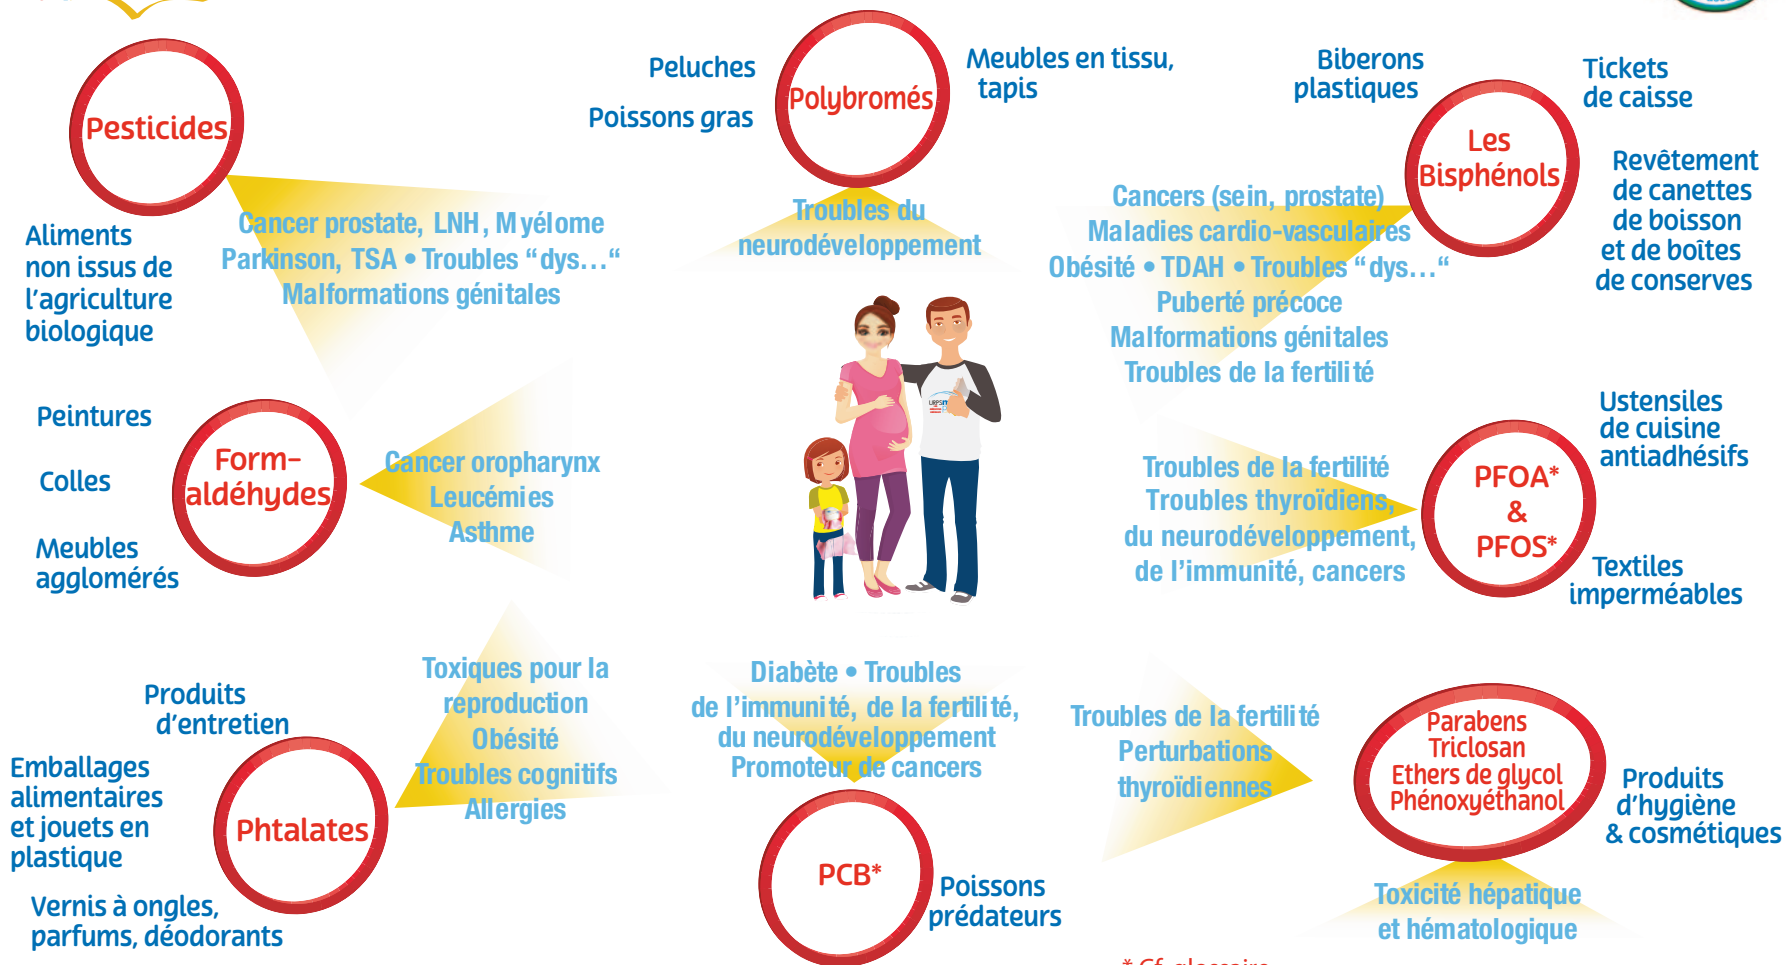 Pesticides
Aliments
non issus de
l'agriculture
biologique
Cancer prostate, LNH, Myélome
Parkinson, TSA • Troubles “dys...“
Malformations génitales
Peluches
Poissons gras
Polybromés
Meubles en tissu,
tapis
Troubles du
neurodéveloppement
Biberons
plastiques
Les
Bisphénols
Tickets
de caisse
Revêtement
de canettes
de boisson
et de boîtes
de conserves
Cancers (sein, prostate)
Maladies cardio-vasculaires
Obésité • TDAH • Troubles “dys...“
Puberté précoce
Malformations génitales
Troubles de la fertilité
Peintures
Colles
Meubles
agglomérés
Form-
aldéhydes
Cancer oropharynx
Leucémies
Asthme
URPS
Troubles de la fertilité
Troubles thyroïdiens,
du neurodéveloppement,
de l'immunité, cancers
PFOA*
&
PFOS*
Ustensiles
de cuisine
antiadhésifs
Textiles
imperméables
Produits
d'entretien
Emballages
alimentaires
et jouets en
plastique
Vernis à ongles,
parfums, déodorants
Phtalates
Toxiques pour la
reproduction
Obésité
Troubles cognitifs
Allergies
Diabète • Troubles
de l'immunité, de la fertilité,
du neurodéveloppement
Promoteur de cancers
PCB*
Poissons
prédateurs
Troubles de la fertilité
Perturbations
thyroïdiennes
Parabens
Triclosan
Ethers de glycol
Phénoxyéthanol
Produits
d'hygiène
& cosmétiques
Toxicité hépatique
et hématologique
* Cf. glossaire